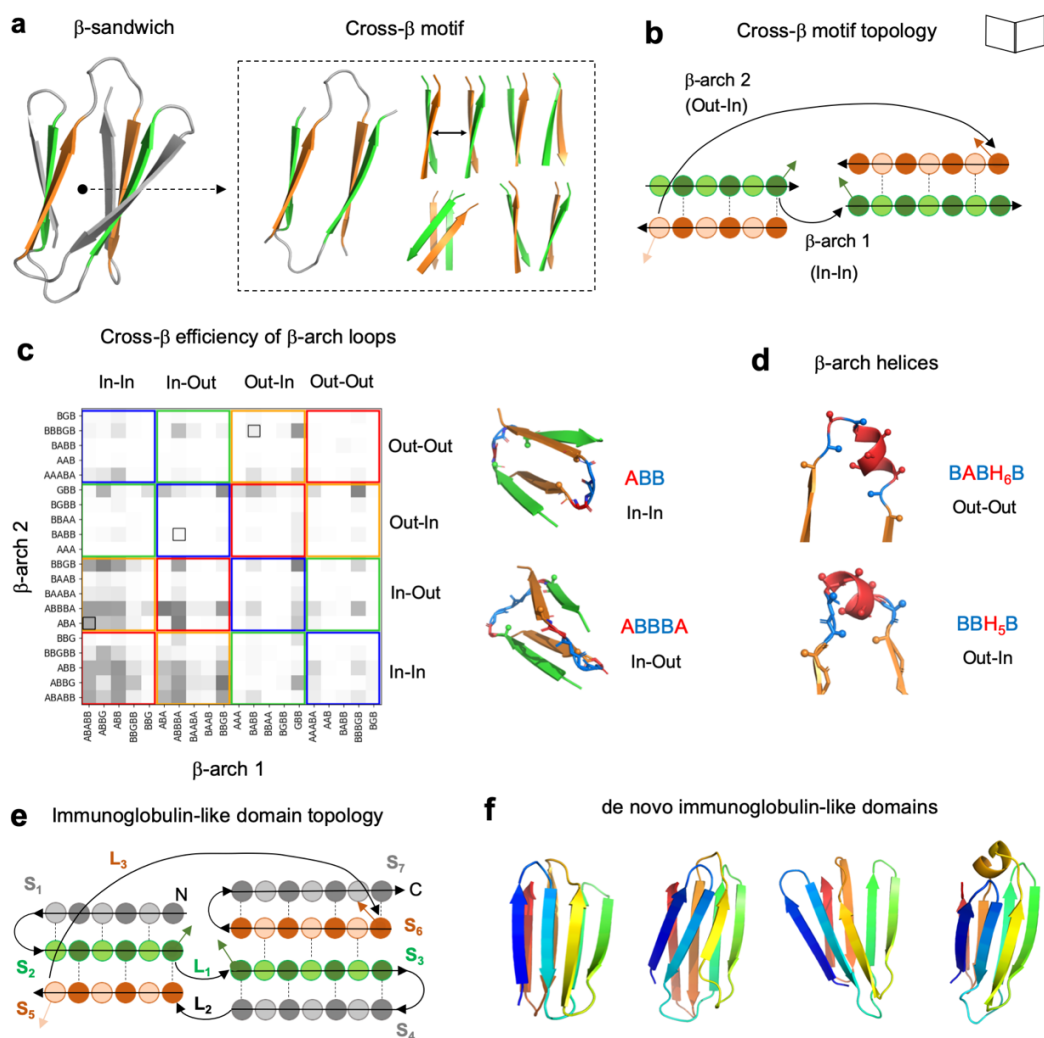 a
β-sandwich
Cross-β motif
b
Cross-β motif topology
β-arch 2
(Out-In)
β-arch 1
(In-In)
c
Cross-β efficiency of β-arch loops
In-In
In-Out
Out-In
Out-Out
β-arch 2
BGB
BBBGB
BABB
AAB
AAABA
GBB
BGBB
BBAA
BABB
AAA
BBGB
BAAB
BAABA
ABBBA
ABA
BBG
BBGBB
ABB
ABBG
ABABB
Out-Out
Out-In
In-Out
In-In
ABABB
ABBG
ABB
BBGBB
BBG
ABA
ABBBA
BAABA
BAAB
BBGB
AAA
BABB
BBAA
BGBB
GBB
AAABA
AAB
BABB
BBBGB
BGB
β-arch 1
ABB
In-In
ABBBA
In-Out
d
β-arch helices
BABH₆B
Out-Out
BBH₅B
Out-In
e
Immunoglobulin-like domain topology
L₃
S₁
N
S₇
C
S₆
S₂
L₁
S₃
S₅
L₂
S₄
f
de novo immunoglobulin-like domains